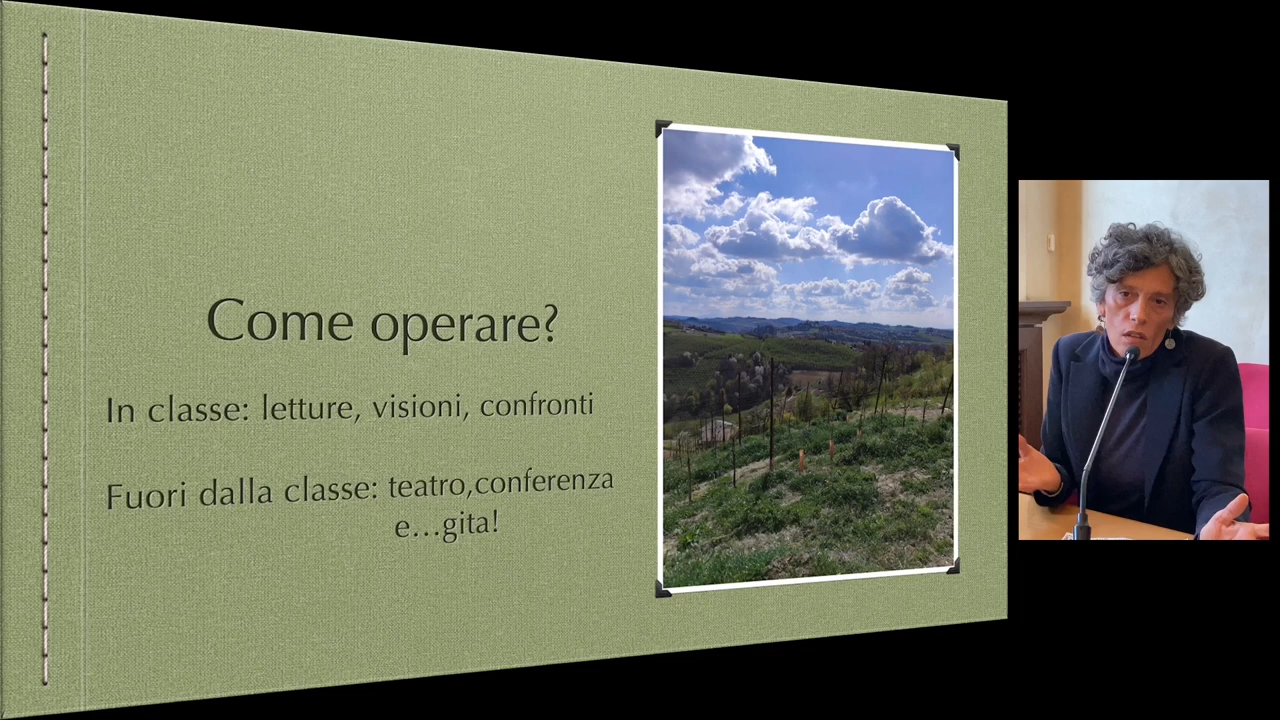 Come operare?
In classe: letture, visioni, confronti
Fuori dalla classe: teatro,conferenza
e...gita!